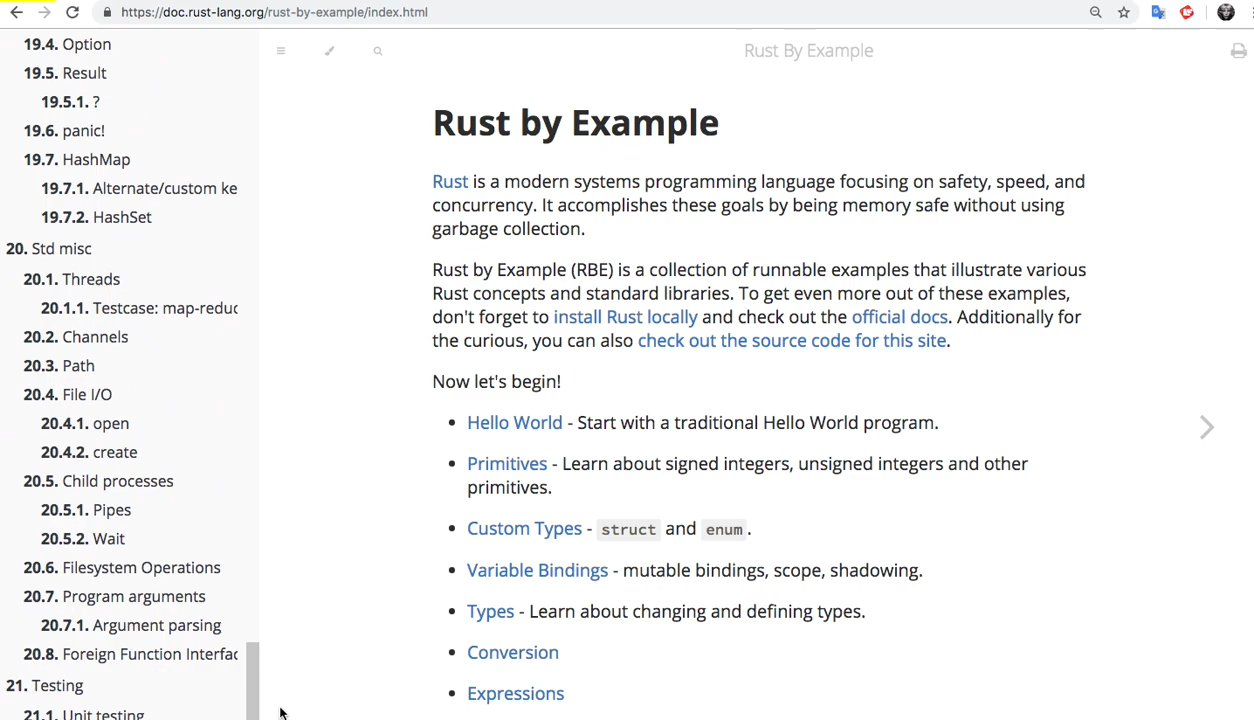 https://doc.rust-lang.org/rust-by-example/index.html
19.4. Option
19.5. Result
19.5.1. ?
19.6. panic!
19.7. HashMap
19.7.1. Alternate/custom ke
19.7.2. HashSet
20. Std misc
20.1. Threads
20.1.1. Testcase: map-reduc
20.2. Channels
20.3. Path
20.4. File I/O
20.4.1. open
20.4.2. create
20.5. Child processes
20.5.1. Pipes
20.5.2. Wait
20.6. Filesystem Operations
20.7. Program arguments
20.7.1. Argument parsing
20.8. Foreign Function Interfac
21. Testing
21.1. Unit testing
Rust By Example
Rust by Example
Rust is a modern systems programming language focusing on safety, speed, and
concurrency. It accomplishes these goals by being memory safe without using
garbage collection.
Rust by Example (RBE) is a collection of runnable examples that illustrate various
Rust concepts and standard libraries. To get even more out of these examples,
don't forget to install Rust locally and check out the official docs. Additionally for
the curious, you can also check out the source code for this site.
Now let's begin!
• Hello World - Start with a traditional Hello World program.
• Primitives - Learn about signed integers, unsigned integers and other
primitives.
• Custom Types - struct and enum.
• Variable Bindings - mutable bindings, scope, shadowing.
• Types - Learn about changing and defining types.
• Conversion
• Expressions